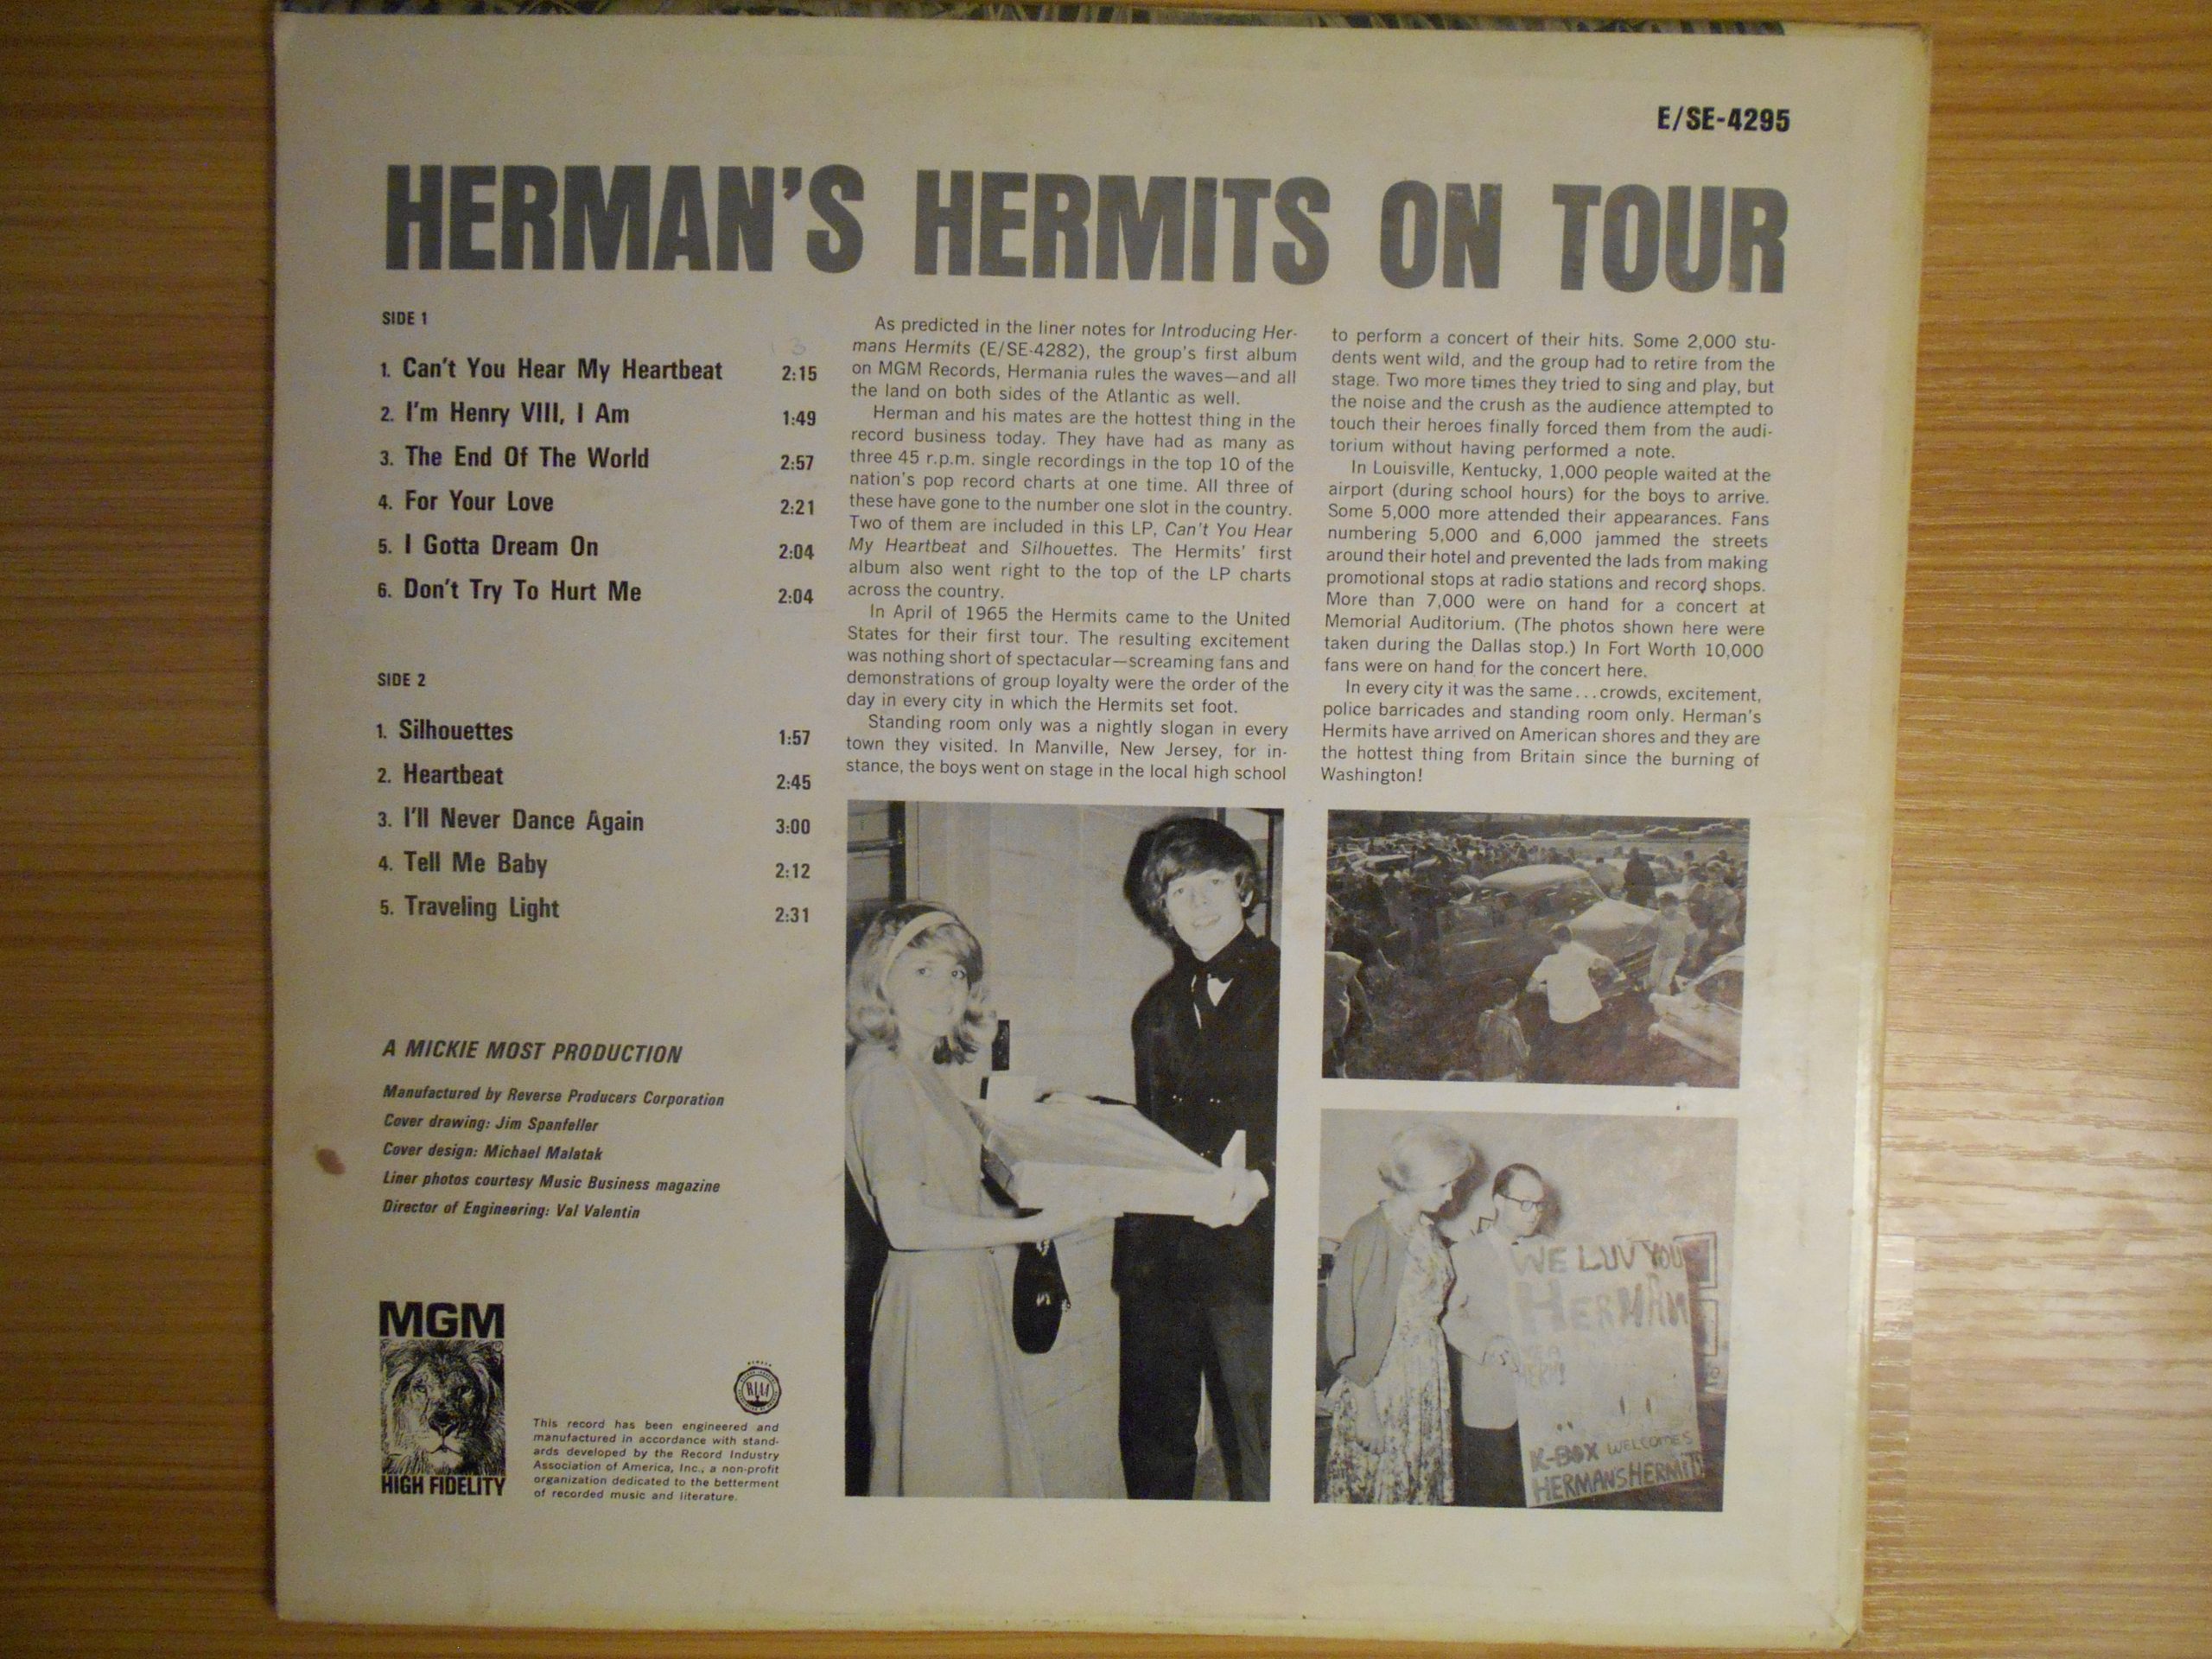 E/SE-4295
HERMAN'S HERMITS ON TOUR
SIDE 1
1. Can't You Hear My Heartbeat 2:15
2. I'm Henry VIII, I Am 1:49
3. The End Of The World 2:57
4. For Your Love 2:21
5. I Gotta Dream On 2:04
6. Don't Try To Hurt Me 2:04
SIDE 2
1. Silhouettes 1:57
2. Heartbeat 2:45
3. I'll Never Dance Again 3:00
4. Tell Me Baby 2:12
5. Traveling Light 2:31
A MICKIE MOST PRODUCTION
Manufactured by Reverse Producers Corporation
Cover drawing: Jim Spanfeller
Cover design: Michael Malatak
Liner photos courtesy Music Business magazine
Director of Engineering: Val Valentin
MGM
HIGH FIDELITY
RIAA
This record has been engineered and
manufactured in accordance with stand-
ards developed by the Record Industry
Association of America, Inc., a non-profit
organization dedicated to the betterment
of recorded music and literature.
As predicted in the liner notes for Introducing Her-
mans Hermits (E/SE-4282), the group's first album
on MGM Records, Hermania rules the waves—and all
the land on both sides of the Atlantic as well.
Herman and his mates are the hottest thing in the
record business today. They have had as many as
three 45 r.p.m. single recordings in the top 10 of the
nation's pop record charts at one time. All three of
these have gone to the number one slot in the country.
Two of them are included in this LP, Can't You Hear
My Heartbeat and Silhouettes. The Hermits' first
album also went right to the top of the LP charts
across the country.
In April of 1965 the Hermits came to the United
States for their first tour. The resulting excitement
was nothing short of spectacular—screaming fans and
demonstrations of group loyalty were the order of the
day in every city in which the Hermits set foot.
Standing room only was a nightly slogan in every
town they visited. In Manville, New Jersey, for in-
stance, the boys went on stage in the local high school
to perform a concert of their hits. Some 2,000 stu-
dents went wild, and the group had to retire from the
stage. Two more times they tried to sing and play, but
the noise and the crush as the audience attempted to
touch their heroes finally forced them from the audi-
torium without having performed a note.
In Louisville, Kentucky, 1,000 people waited at the
airport (during school hours) for the boys to arrive.
Some 5,000 more attended their appearances. Fans
numbering 5,000 and 6,000 jammed the streets
around their hotel and prevented the lads from making
promotional stops at radio stations and record shops.
More than 7,000 were on hand for a concert at
Memorial Auditorium. (The photos shown here were
taken during the Dallas stop.) In Fort Worth 10,000
fans were on hand for the concert here.
In every city it was the same...crowds, excitement,
police barricades and standing room only. Herman's
Hermits have arrived on American shores and they are
the hottest thing from Britain since the burning of
Washington!
WE LUV YOU
HERMAN
K-BOX WELCOMES
HERMANS HERMITS